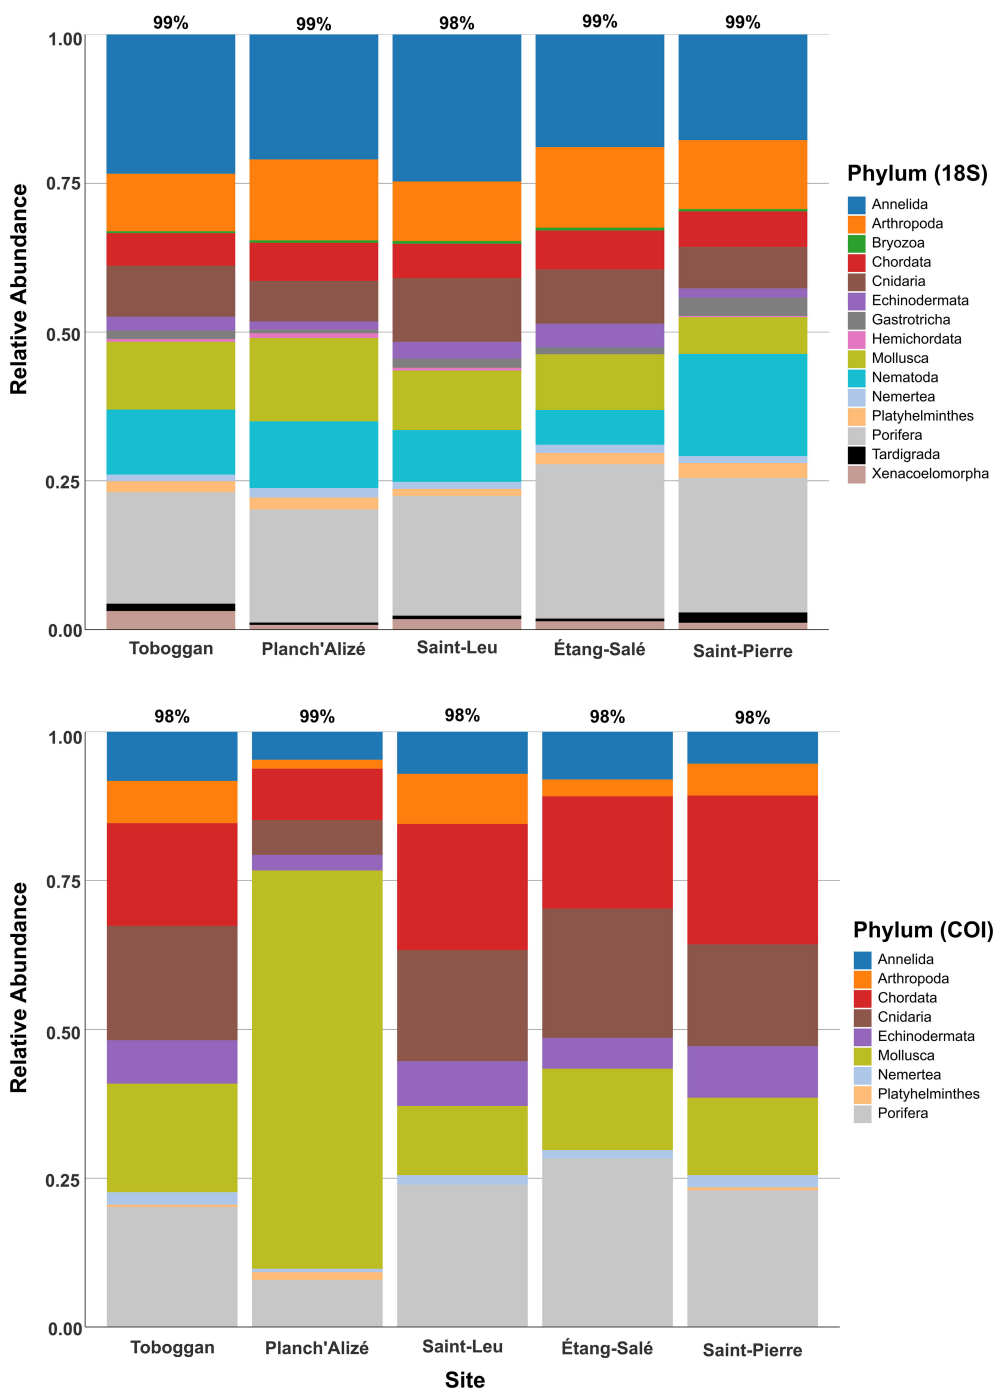 99% 99% 98% 99% 99%
1.00
0.75
0.50
0.25
0.00
Relative Abundance
Toboggan Planch'Alizé Saint-Leu Étang-Salé Saint-Pierre
Phylum (18S)
Annelida
Arthropoda
Bryozoa
Chordata
Cnidaria
Echinodermata
Gastrotricha
Hemichordata
Mollusca
Nematoda
Nemertea
Platyhelminthes
Porifera
Tardigrada
Xenacoelomorpha
98% 99% 98% 98% 98%
1.00
0.75
0.50
0.25
0.00
Relative Abundance
Toboggan Planch'Alizé Saint-Leu Étang-Salé Saint-Pierre
Site
Phylum (COI)
Annelida
Arthropoda
Chordata
Cnidaria
Echinodermata
Mollusca
Nemertea
Platyhelminthes
Porifera